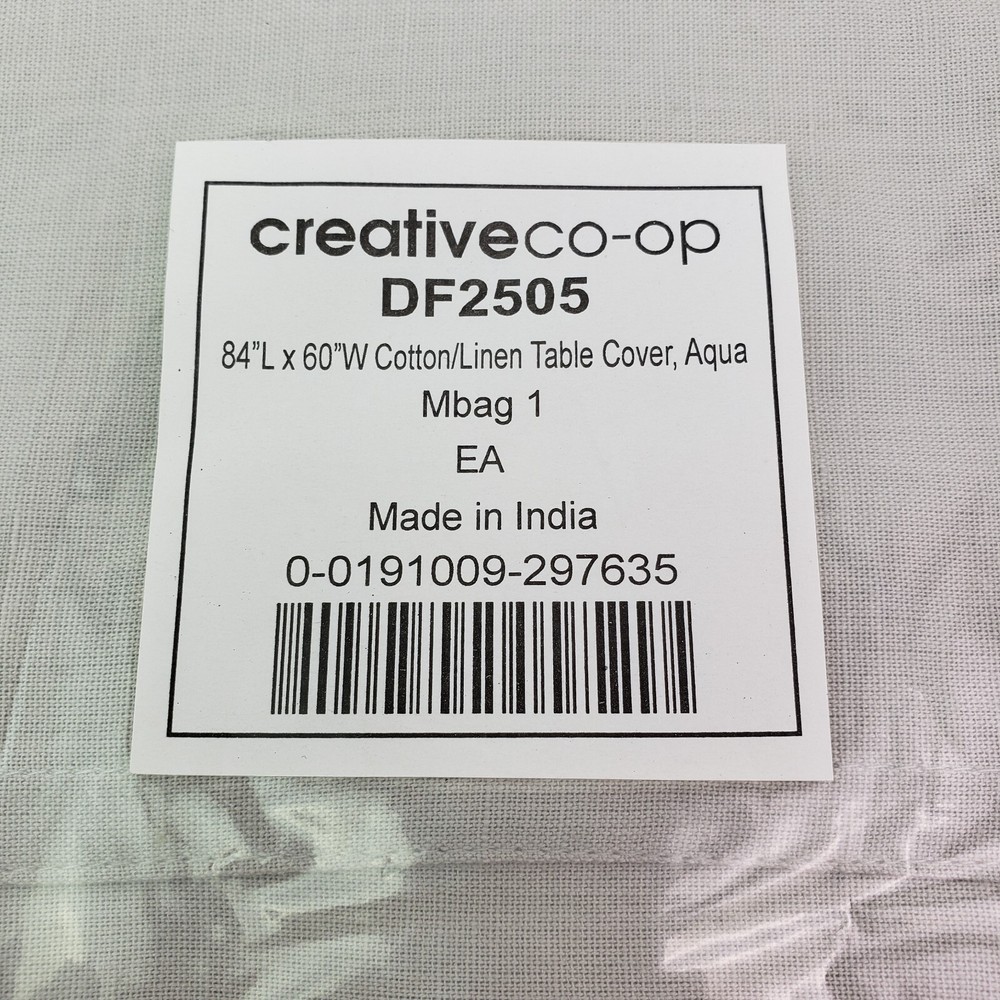 creativeco-op
DF2505
84”L x 60”W Cotton/Linen Table Cover, Aqua
Mbag 1
EA
Made in India
0-0191009-297635